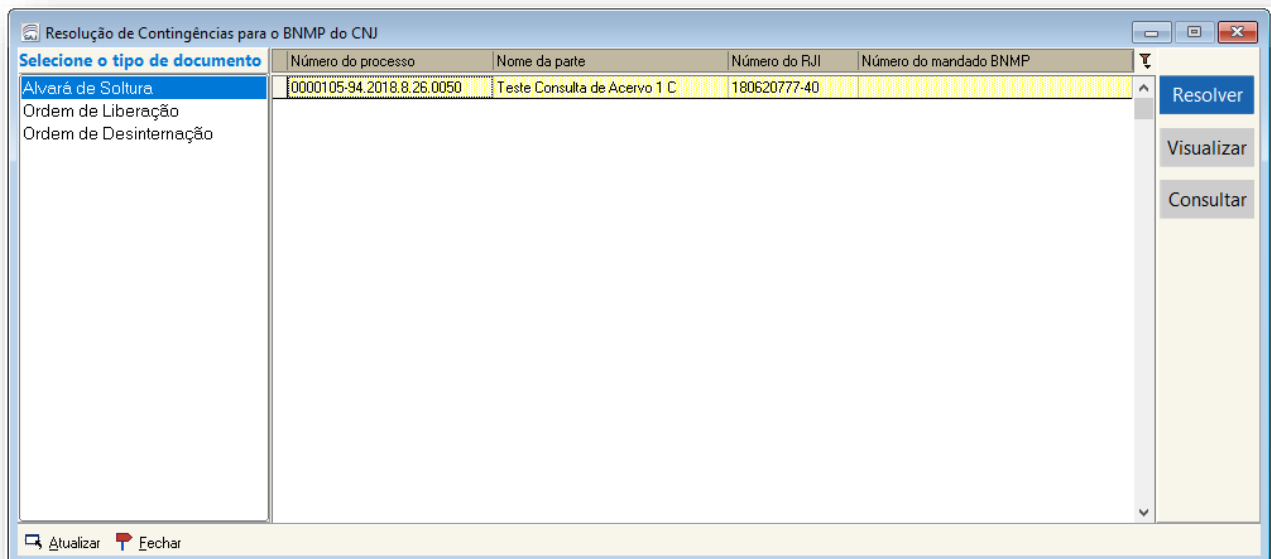 Resolução de Contingências para o BNMP do CNJ
Selecione o tipo de documento
Número do processo Nome da parte Número do RJI Número do mandado BNMP
Alvará de Soltura
Ordem de Liberação
Ordem de Desinternação
0000105-94.2018.8.26.0050 Teste Consulta de Acervo 1 C 180620777-40
Resolver
Visualizar
Consultar
Atualizar Fechar